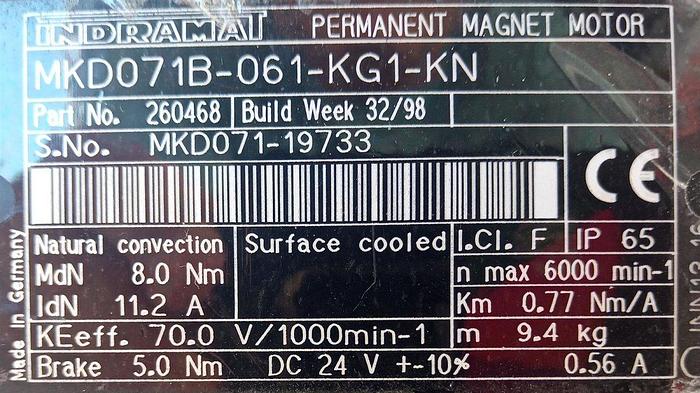 INDRAMAT PERMANENT MAGNET MOTOR
MKD071B-061-KG1-KN
Part No. 260468 Build Week 32/98
S.No. MKD071-19733
CE
Natural convection Surface cooled I.Cl. F IP 65
MdN 8.0 Nm n max 6000 min-1
IdN 11.2 A Km 0.77 Nm/A
KEeff. 70.0 V/1000min-1 m 9.4 kg
Brake 5.0 Nm DC 24 V +-10% 0.56 A
Made in Germany